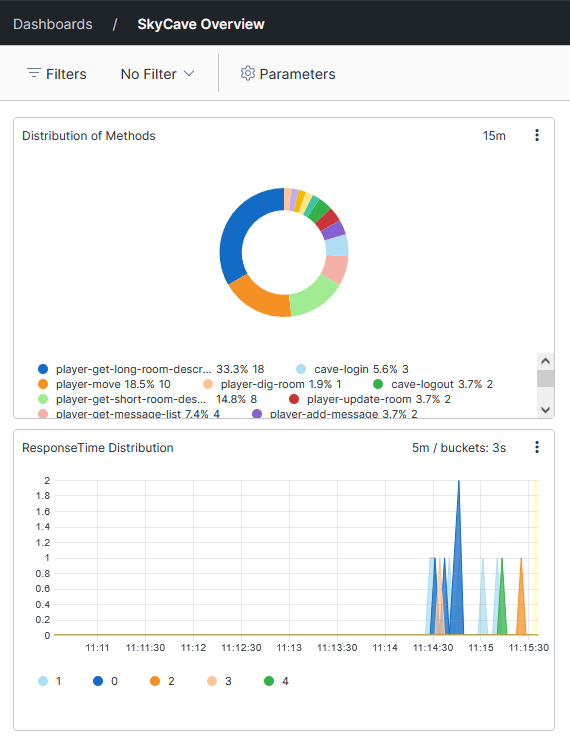 Dashboards / SkyCave Overview
Filters No Filter Parameters
Distribution of Methods 15m
player-get-long-room-descr... 33.3% 18 cave-login 5.6% 3
player-move 18.5% 10 player-dig-room 1.9% 1 cave-logout 3.7% 2
player-get-short-room-des... 14.8% 8 player-update-room 3.7% 2
player-get-message-list 7.4% 4 player-add-message 3.7% 2
ResponseTime Distribution 5m / buckets: 3s
2
1.8
1.6
1.4
1.2
1
0.8
0.6
0.4
0.2
0
11:11 11:11:30 11:12 11:12:30 11:13 11:13:30 11:14 11:14:30 11:15 11:15:30
1 0 2 3 4